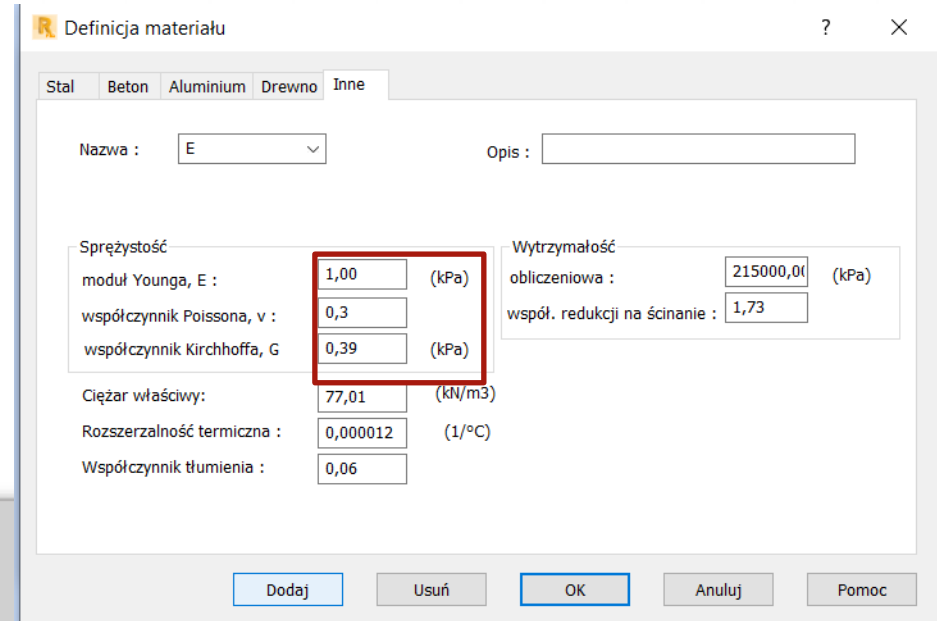 R Definicja materiału ? ×
Stal Beton Aluminium Drewno Inne
Nazwa : E Opis :
Sprężystość Wytrzymałość
moduł Younga, E : 1,00 (kPa) obliczeniowa : 215000,0( (kPa)
współczynnik Poissona, v : 0,3 współ. redukcji na ścinanie : 1,73
współczynnik Kirchhoffa, G 0,39 (kPa)
Ciężar właściwy: 77,01 (kN/m3)
Rozszerzalność termiczna : 0,000012 (1/°C)
Współczynnik tłumienia : 0,06
Dodaj Usuń OK Anuluj Pomoc